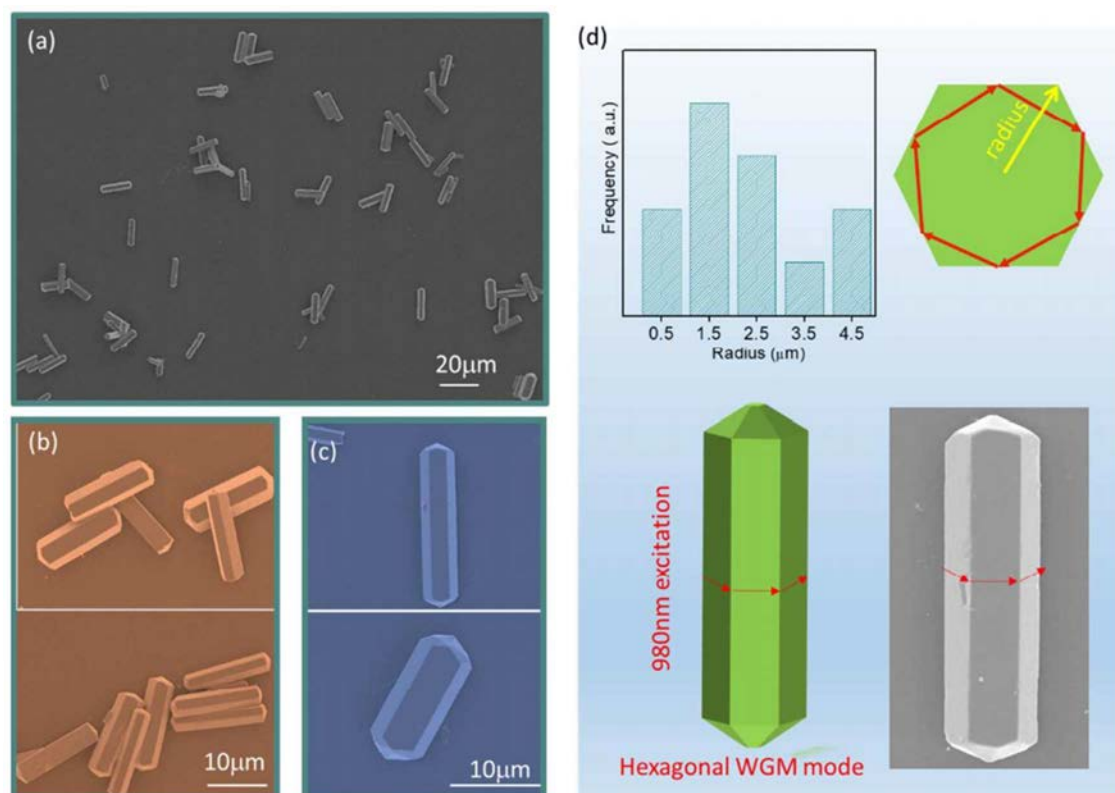 (a)
20μm
(b)
10μm
(c)
10μm
(d)
Frequency ( a.u.)
0.5 1.5 2.5 3.5 4.5
Radius (μm)
radius
980nm excitation
Hexagonal WGM mode